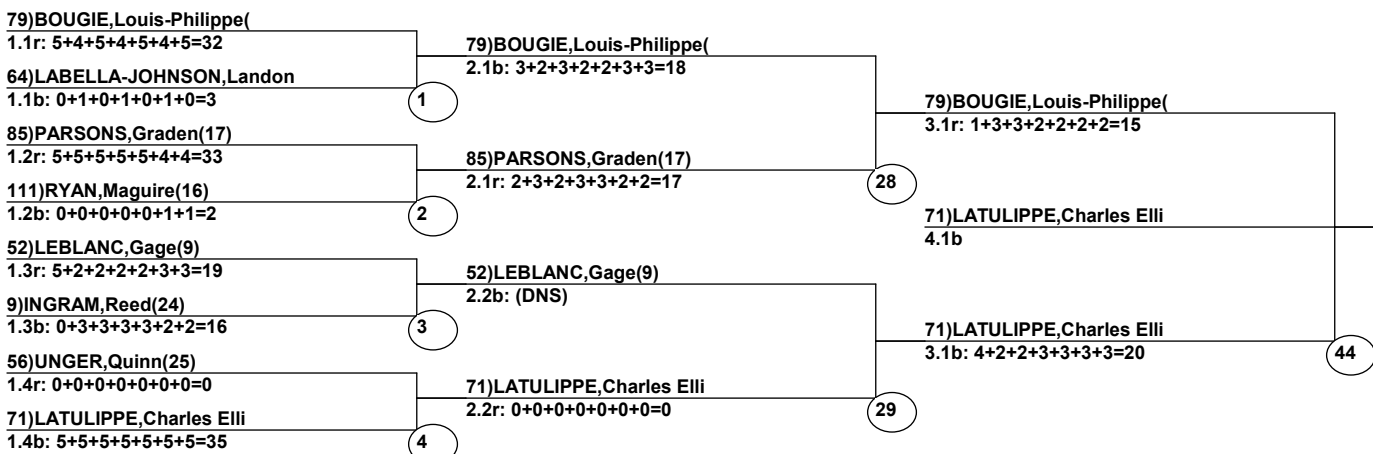 79)BOUGIE,Louis-Philippe(
1.1r: 5+4+5+4+5+4+5=32
64)LABELLA-JOHNSON,Landon
1.1b: 0+1+0+1+0+1+0=3
1
85)PARSONS,Graden(17)
1.2r: 5+5+5+5+5+4+4=33
111)RYAN,Maguire(16)
1.2b: 0+0+0+0+0+1+1=2
2
52)LEBLANC,Gage(9)
1.3r: 5+2+2+2+2+3+3=19
9)INGRAM,Reed(24)
1.3b: 0+3+3+3+3+2+2=16
3
56)UNGER,Quinn(25)
1.4r: 0+0+0+0+0+0+0=0
71)LATULIPPE,Charles Elli
1.4b: 5+5+5+5+5+5+5=35
4
79)BOUGIE,Louis-Philippe(
2.1b: 3+2+3+2+2+3+3=18
85)PARSONS,Graden(17)
2.1r: 2+3+2+3+3+2+2=17
28
52)LEBLANC,Gage(9)
2.2b: (DNS)
71)LATULIPPE,Charles Elli
2.2r: 0+0+0+0+0+0+0=0
29
79)BOUGIE,Louis-Philippe(
3.1r: 1+3+3+2+2+2+2=15
71)LATULIPPE,Charles Elli
4.1b
71)LATULIPPE,Charles Elli
3.1b: 4+2+2+3+3+3+3=20
44